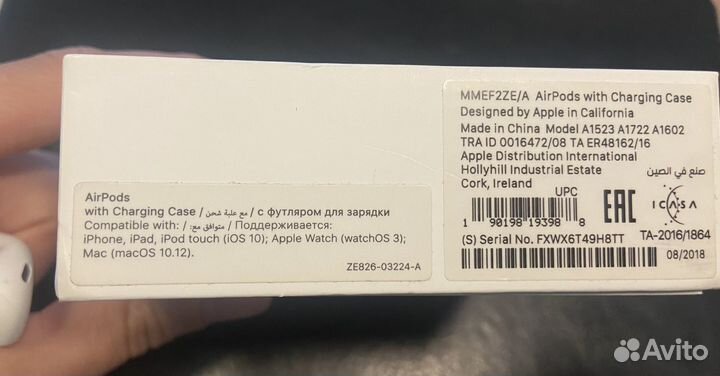 AirPods
with Charging Case / مع علبة شحن / с футляром для зарядки
Compatible with: / متوافق مع: / Поддерживается:
iPhone, iPad, iPod touch (iOS 10); Apple Watch (watchOS 3);
Mac (macOS 10.12).
ZE826-03224-A
MMEF2ZE/A AirPods with Charging Case
Designed by Apple in California
Made in China Model A1523 A1722 A1602
TRA ID 0016472/08 TA ER48162/16
Apple Distribution International
Hollyhill Industrial Estate
Cork, Ireland
صنع في الصين
UPC
1 90198 19398 8
EAC
ICASA
(S) Serial No. FXWX6T49H8TT
TA-2016/1864
08/2018
Avito